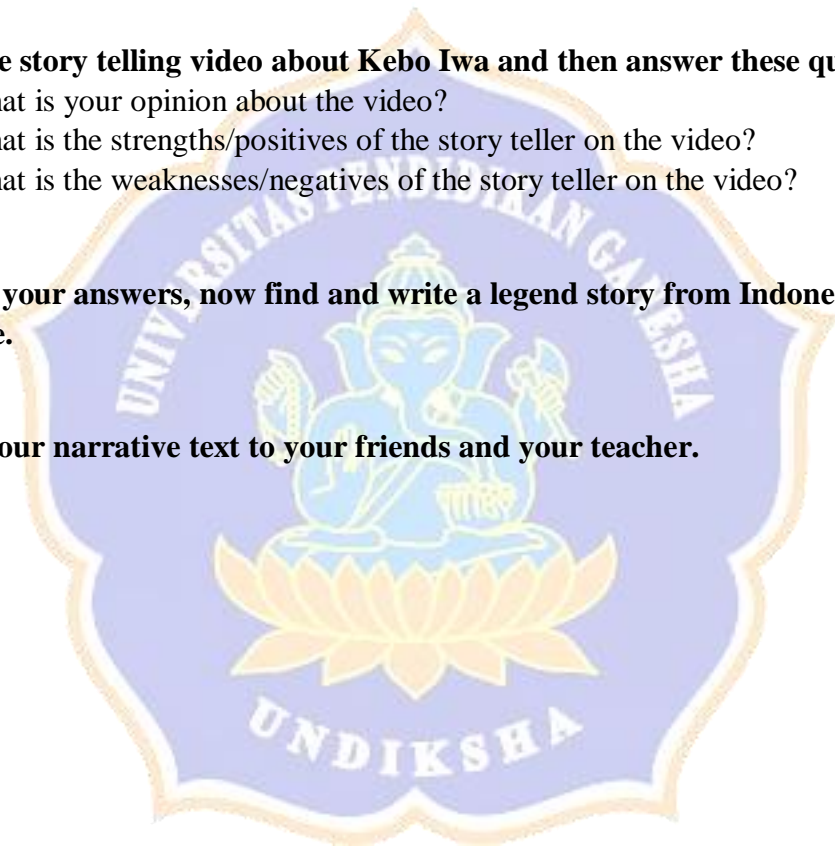 e story telling video about Kebo Iwa and then answer these qu
at is your opinion about the video?
at is the strengths/positives of the story teller on the video?
at is the weaknesses/negatives of the story teller on the video?
your answers, now find and write a legend story from Indone
e.
our narrative text to your friends and your teacher.
UNIVERSITAS PENDIDIKAN GANESHA
UNDIKSHA